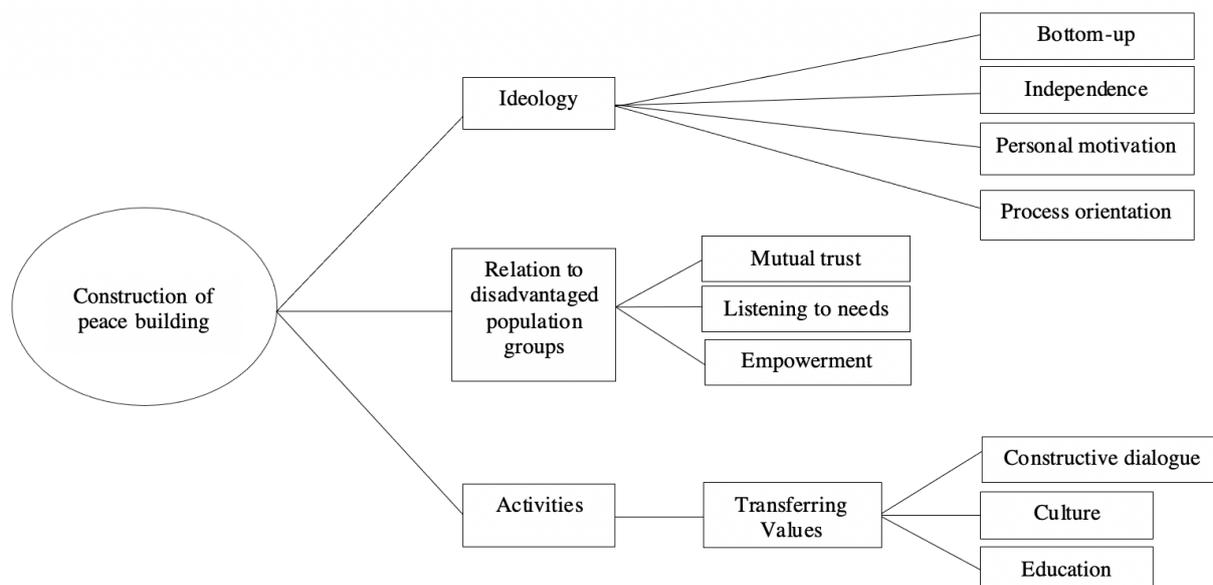 Construction of
peace building
Ideology
Bottom-up
Independence
Personal motivation
Process orientation
Relation to
disadvantaged
population
groups
Mutual trust
Listening to needs
Empowerment
Activities
Transferring
Values
Constructive dialogue
Culture
Education